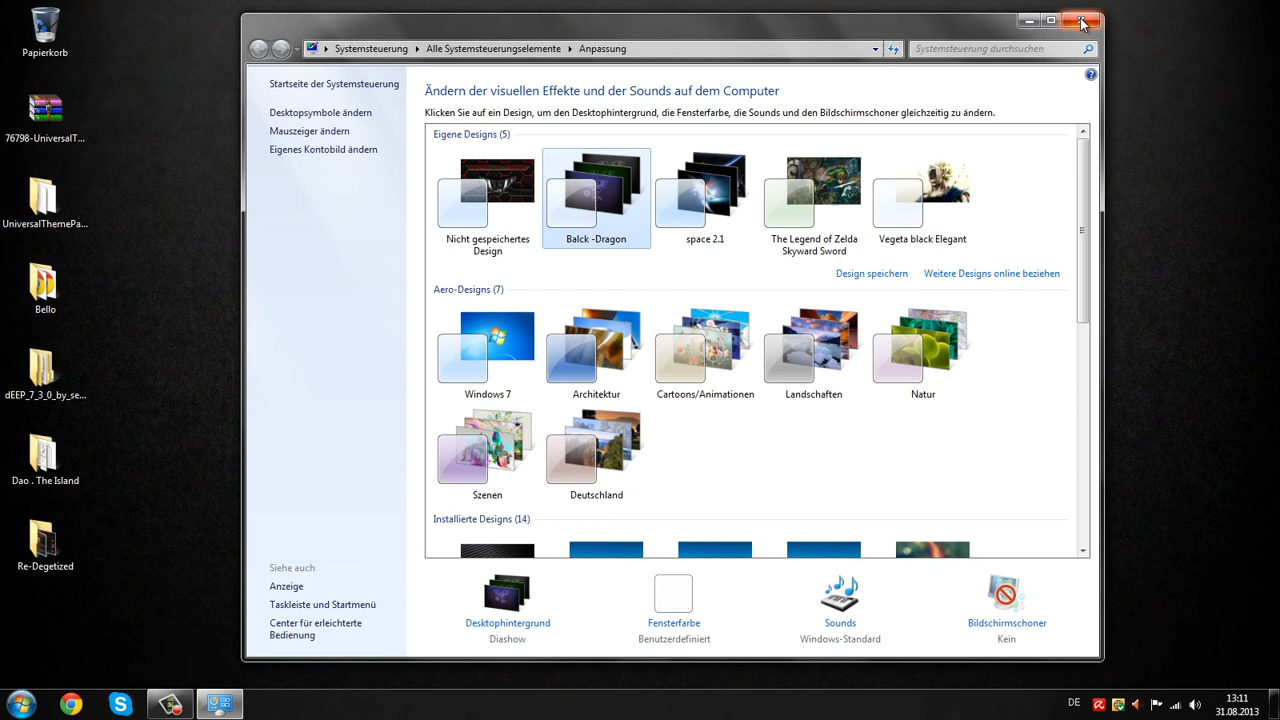 Papierkorb
76798-UniversalT...
UniversalThemePa...
Bello
dEEP_7_3_0_by_se...
Dao . The Island
Re-Degetized
Systemsteuerung
Alle Systemsteuerungselemente
Anpassung
Systemsteuerung durchsuchen
Startseite der Systemsteuerung
Desktopsymbole ändern
Mauszeiger ändern
Eigenes Kontobild ändern
Siehe auch
Anzeige
Taskleiste und Startmenü
Center für erleichterte
Bedienung
Ändern der visuellen Effekte und der Sounds auf dem Computer
Klicken Sie auf ein Design, um den Desktophintergrund, die Fensterfarbe, die Sounds und den Bildschirmschoner gleichzeitig zu ändern.
Eigene Designs (5)
Nicht gespeichertes
Design
Balck -Dragon
space 2.1
The Legend of Zelda
Skyward Sword
Vegeta black Elegant
Design speichern
Weitere Designs online beziehen
Aero-Designs (7)
Windows 7
Architektur
Cartoons/Animationen
Landschaften
Natur
Szenen
Deutschland
Installierte Designs (14)
Desktophintergrund
Diashow
Fensterfarbe
Benutzerdefiniert
Sounds
Windows-Standard
Bildschirmschoner
Kein
DE
13:11
31.08.2013